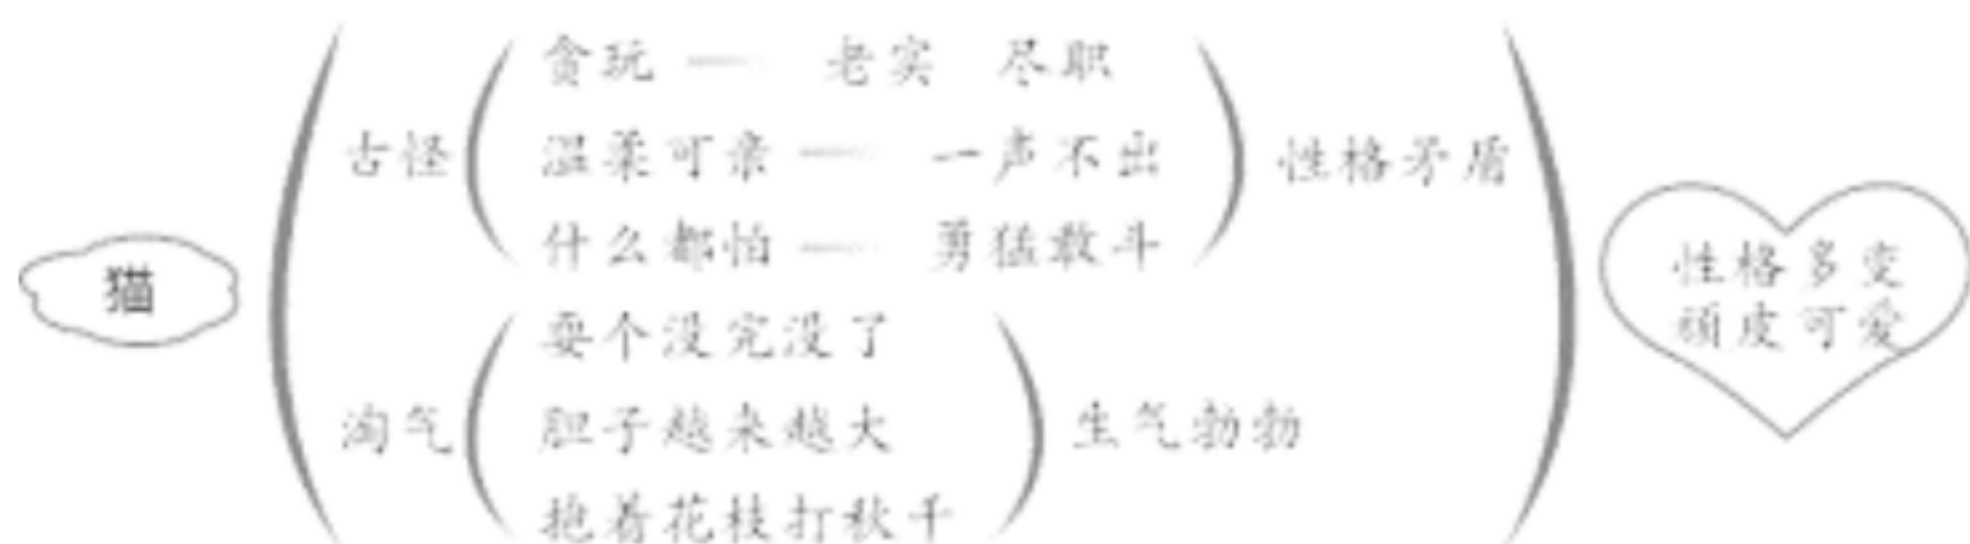 贪玩 — 老实 尽职
古怪 温柔可亲 — 一声不出 性格矛盾
什么都怕 — 勇猛敢斗
猫
性格多变
顽皮可爱
耍个没完没了
淘气 胆子越来越大 生气勃勃
抱着花枝打秋千